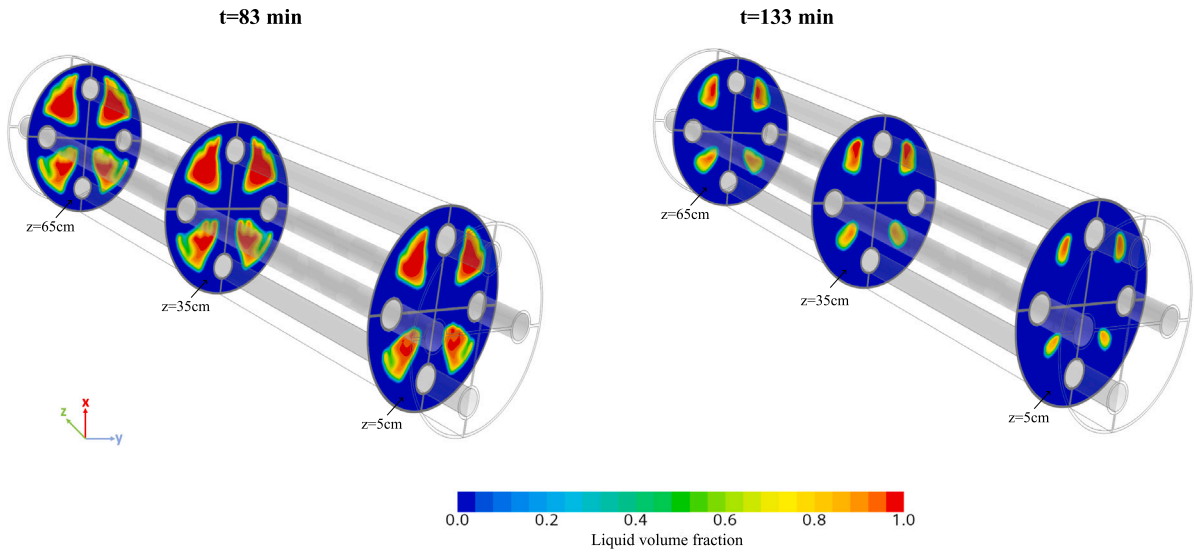 t=83 min
t=133 min
z=65cm
z=35cm
z=5cm
z=65cm
z=35cm
z=5cm
x
z
y
0.0 0.2 0.4 0.6 0.8 1.0
Liquid volume fraction